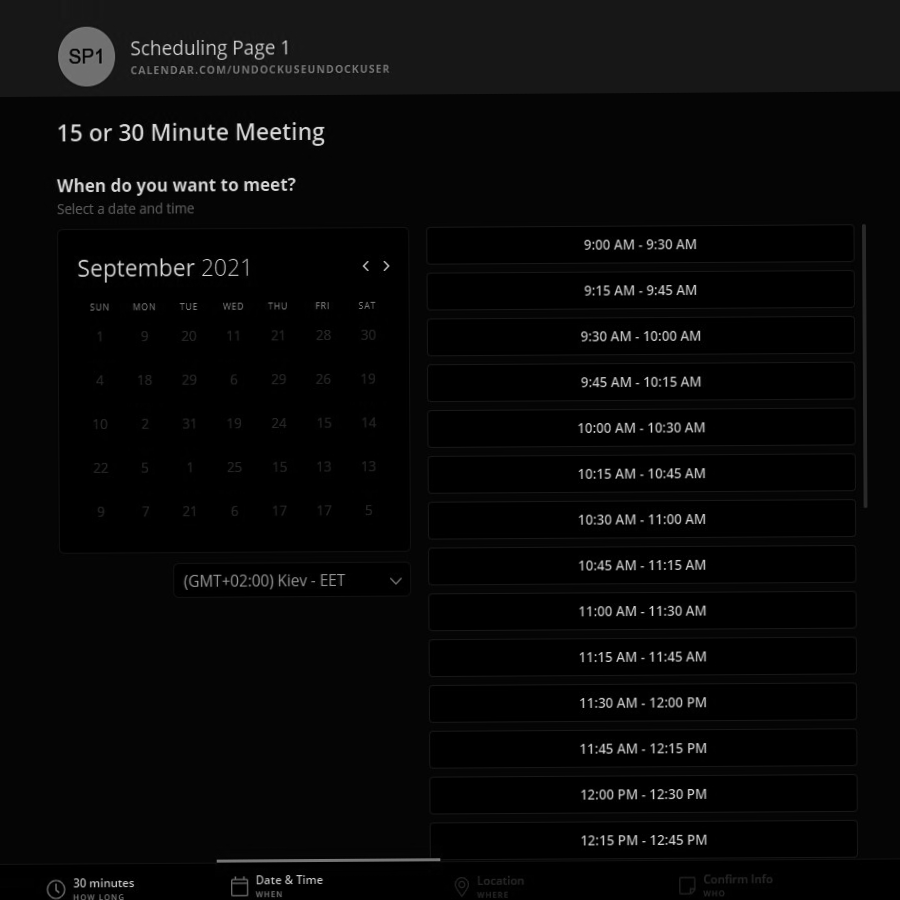 SP1
Scheduling Page 1
CALENDAR.COM/UNDOCKUSEUNDOCKUSER
15 or 30 Minute Meeting
When do you want to meet?
Select a date and time
September 2021
SUN MON TUE WED THU FRI SAT
1 9 20 11 21 28 30
4 18 29 6 29 26 19
10 2 31 19 24 15 14
22 5 1 25 15 13 13
9 7 21 6 17 17 5
(GMT+02:00) Kiev - EET
9:00 AM - 9:30 AM
9:15 AM - 9:45 AM
9:30 AM - 10:00 AM
9:45 AM - 10:15 AM
10:00 AM - 10:30 AM
10:15 AM - 10:45 AM
10:30 AM - 11:00 AM
10:45 AM - 11:15 AM
11:00 AM - 11:30 AM
11:15 AM - 11:45 AM
11:30 AM - 12:00 PM
11:45 AM - 12:15 PM
12:00 PM - 12:30 PM
12:15 PM - 12:45 PM
30 minutes
HOW LONG
Date & Time
WHEN
Location
WHERE
Confirm Info
WHO